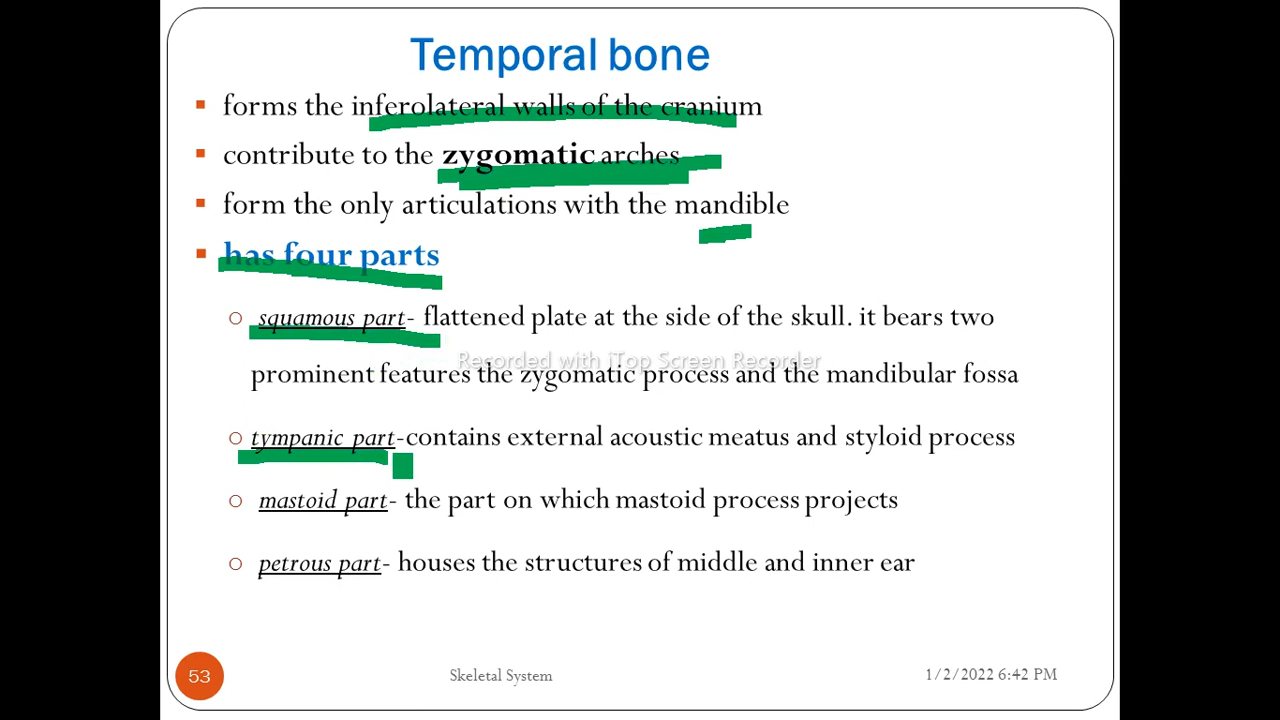 Temporal bone
▪ forms the inferolateral walls of the cranium
▪ contribute to the zygomatic arches
▪ form the only articulations with the mandible
▪ has four parts
o squamous part- flattened plate at the side of the skull. it bears two
Recorded with iTop Screen Recorder
prominent features the zygomatic process and the mandibular fossa
o tympanic part-contains external acoustic meatus and styloid process
o mastoid part- the part on which mastoid process projects
o petrous part- houses the structures of middle and inner ear
53 Skeletal System 1/2/2022 6:42 PM